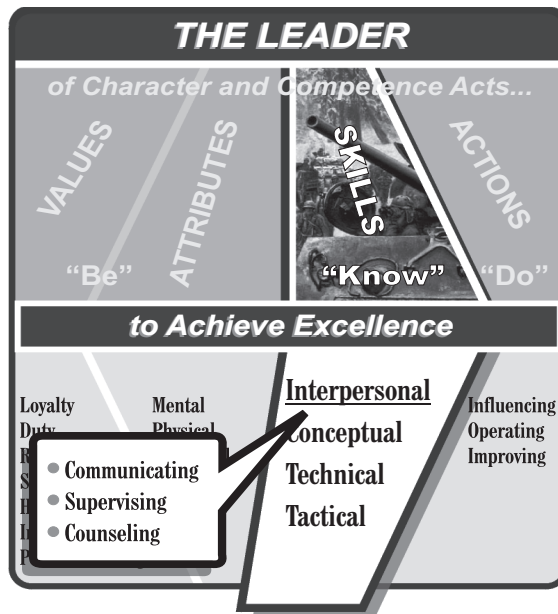 THE LEADER
of Character and Competence Acts...
VALUES
ATTRIBUTES
SKILLS
ACTIONS
“Be”
“Know”
“Do”
to Achieve Excellence
Loyalty
Duty
Mental
Physical
Interpersonal
Conceptual
Technical
Tactical
Influencing
Operating
Improving
• Communicating
• Supervising
• Counseling